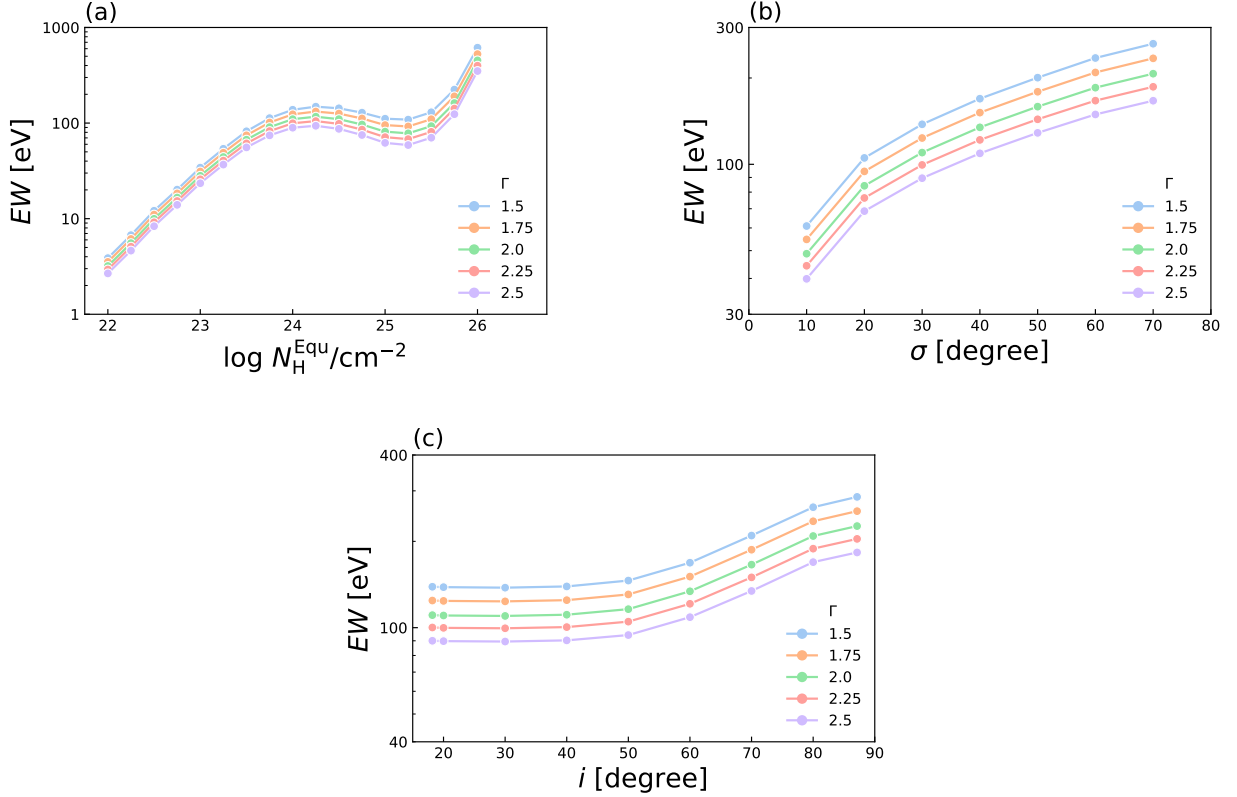 (a)
EW [eV]
1000
100
10
1
22 23 24 25 26
log N_H^Equ/cm⁻²
Γ
1.5
1.75
2.0
2.25
2.5
(b)
EW [eV]
300
100
30
0 10 20 30 40 50 60 70 80
σ [degree]
Γ
1.5
1.75
2.0
2.25
2.5
(c)
EW [eV]
400
100
40
20 30 40 50 60 70 80 90
i [degree]
Γ
1.5
1.75
2.0
2.25
2.5